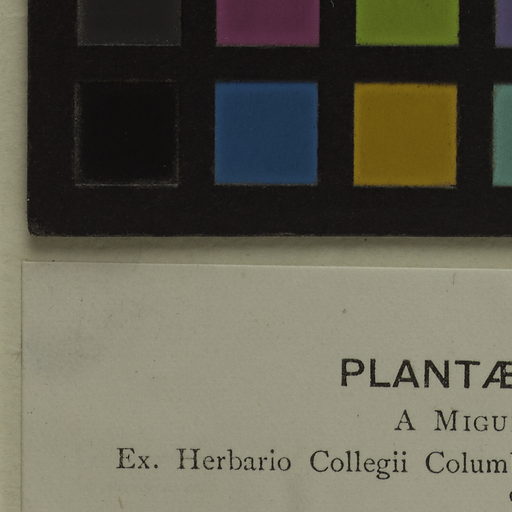 PLANTÆ
A MIGU
Ex. Herbario Collegii Colum